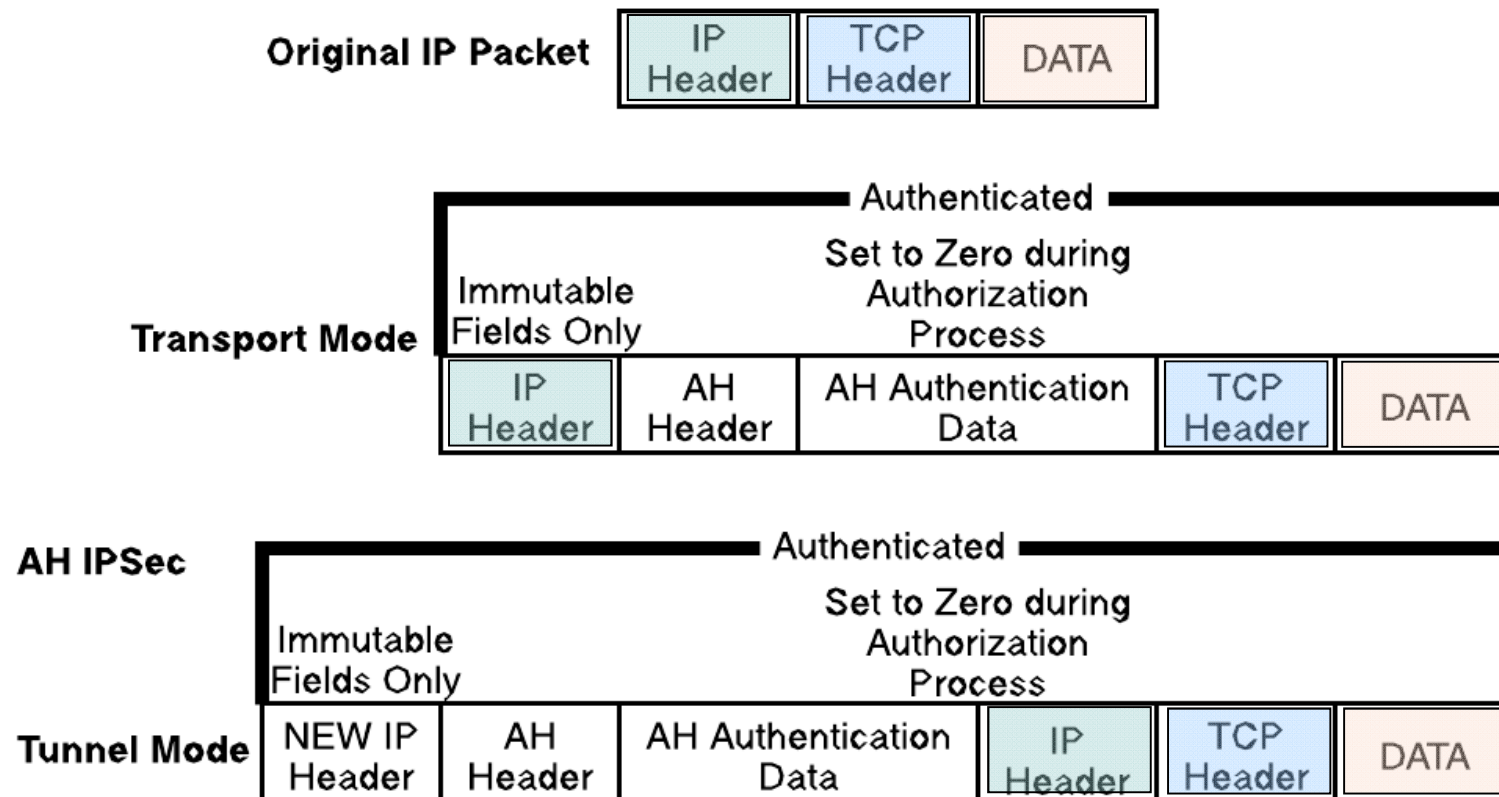 Original IP Packet
IP
Header
TCP
Header
DATA
Authenticated
Set to Zero during
Authorization
Process
Immutable
Fields Only
Transport Mode
IP
Header
AH
Header
AH Authentication
Data
TCP
Header
DATA
AH IPSec
Authenticated
Set to Zero during
Authorization
Process
Immutable
Fields Only
Tunnel Mode
NEW IP
Header
AH
Header
AH Authentication
Data
IP
Header
TCP
Header
DATA